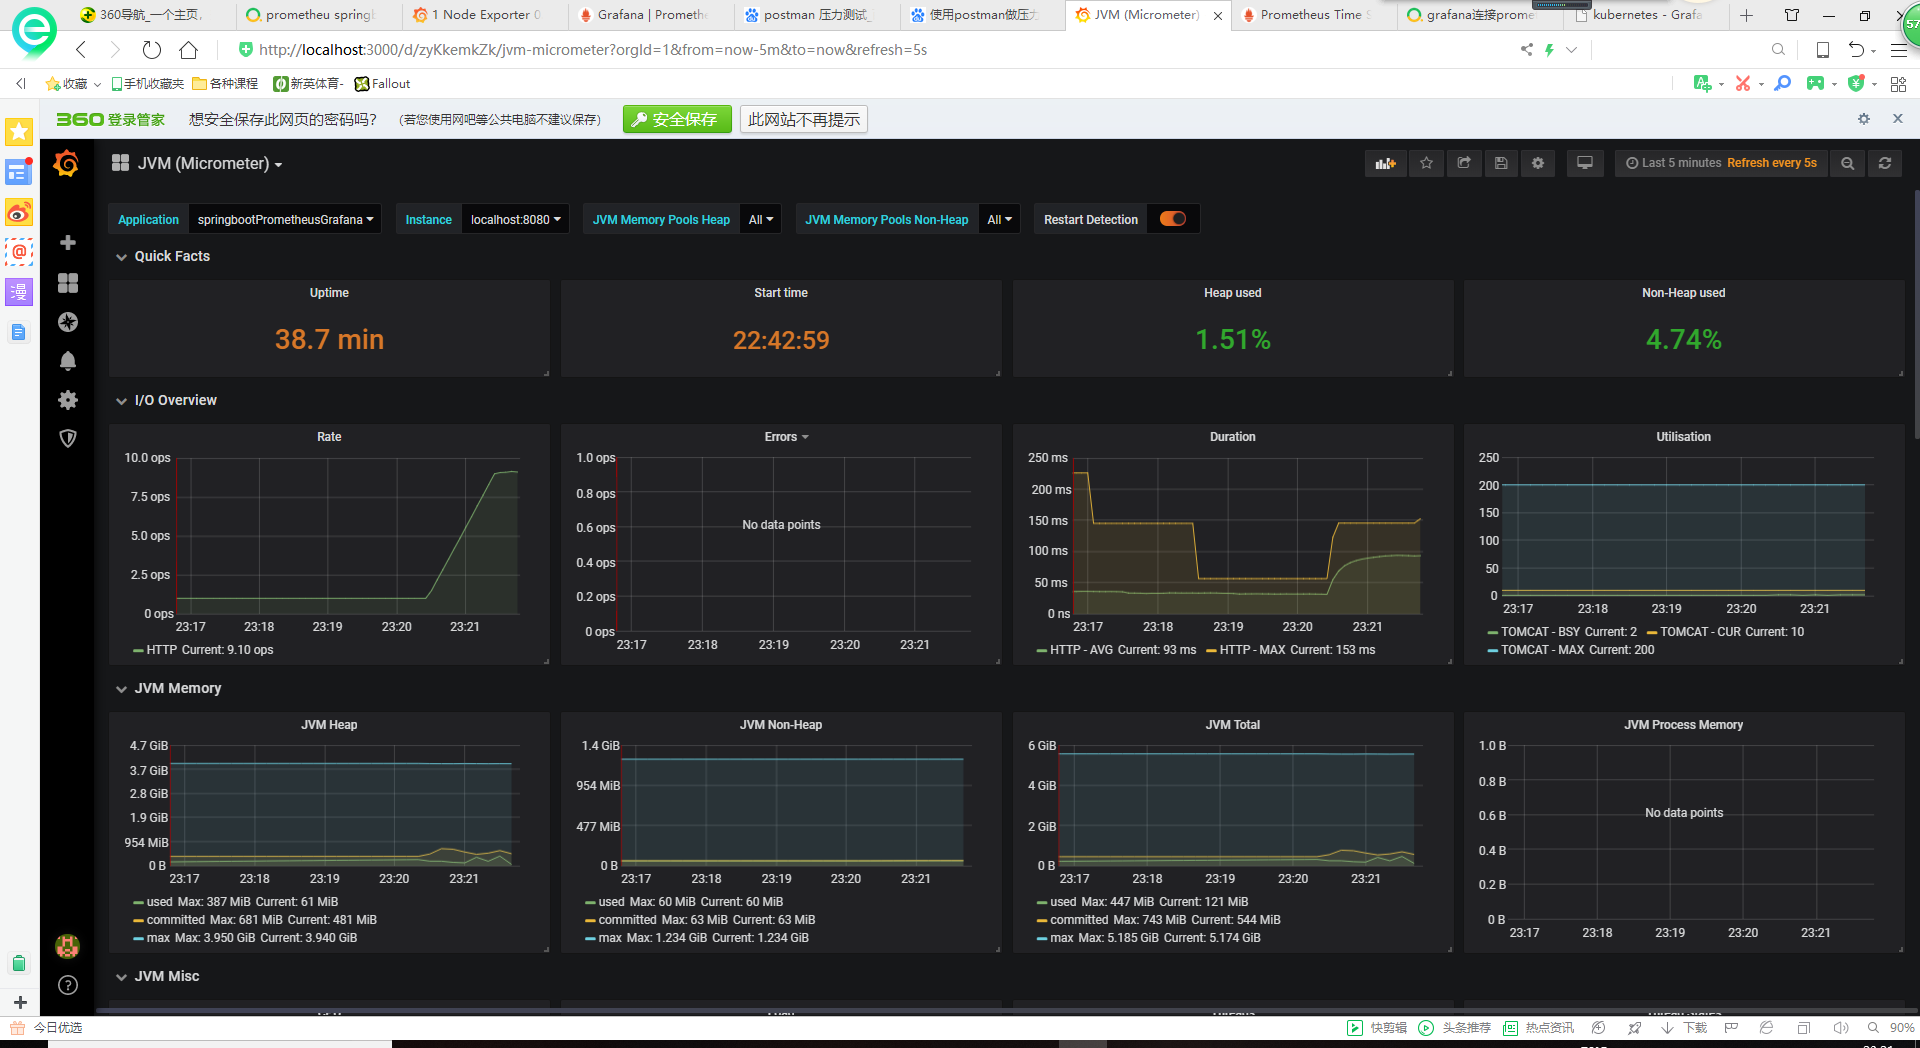 360导航_一个主页,
prometheu spring
1 Node Exporter 0
Grafana | Prometh
postman 压力测试_
使用postman做压力
JVM (Micrometer)
Prometheus Time
grafana连接prome
kubernetes - Grafa
57
http://localhost:3000/d/zyKkemkZk/jvm-micrometer?orgId=1&from=now-5m&to=now&refresh=5s
收藏 手机收藏夹 各种课程 新英体育- Fallout
360 登录管家 想安全保存此网页的密码吗? (若您使用网吧等公共电脑不建议保存) 安全保存 此网站不再提示
漫
JVM (Micrometer)
Last 5 minutes Refresh every 5s
Application springbootPrometheusGrafana Instance localhost:8080 JVM Memory Pools Heap All JVM Memory Pools Non-Heap All Restart Detection
Quick Facts
Uptime
38.7 min
Start time
22:42:59
Heap used
1.51%
Non-Heap used
4.74%
I/O Overview
Rate
10.0 ops
7.5 ops
5.0 ops
2.5 ops
0 ops
23:17 23:18 23:19 23:20 23:21
HTTP Current: 9.10 ops
Errors
1.0 ops
0.8 ops
0.6 ops
0.4 ops
0.2 ops
0 ops
No data points
23:17 23:18 23:19 23:20 23:21
Duration
250 ms
200 ms
150 ms
100 ms
50 ms
0 ns
23:17 23:18 23:19 23:20 23:21
HTTP - AVG Current: 93 ms HTTP - MAX Current: 153 ms
Utilisation
250
200
150
100
50
0
23:17 23:18 23:19 23:20 23:21
TOMCAT - BSY Current: 2 TOMCAT - CUR Current: 10
TOMCAT - MAX Current: 200
JVM Memory
JVM Heap
4.7 GiB
3.7 GiB
2.8 GiB
1.9 GiB
954 MiB
0 B
23:17 23:18 23:19 23:20 23:21
used Max: 387 MiB Current: 61 MiB
committed Max: 681 MiB Current: 481 MiB
max Max: 3.950 GiB Current: 3.940 GiB
JVM Non-Heap
1.4 GiB
954 MiB
477 MiB
0 B
23:17 23:18 23:19 23:20 23:21
used Max: 60 MiB Current: 60 MiB
committed Max: 63 MiB Current: 63 MiB
max Max: 1.234 GiB Current: 1.234 GiB
JVM Total
6 GiB
4 GiB
2 GiB
0 B
23:17 23:18 23:19 23:20 23:21
used Max: 447 MiB Current: 121 MiB
committed Max: 743 MiB Current: 544 MiB
max Max: 5.185 GiB Current: 5.174 GiB
JVM Process Memory
1.0 B
0.8 B
0.6 B
0.4 B
0.2 B
0 B
No data points
23:17 23:18 23:19 23:20 23:21
JVM Misc
今日优选
快剪辑 头条推荐 热点资讯 下载 90%